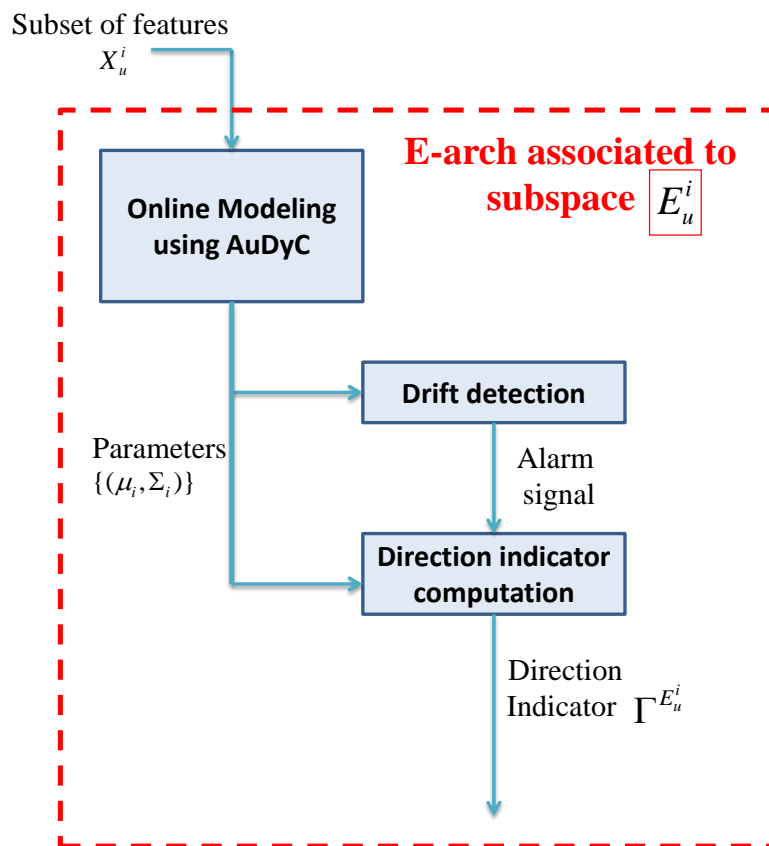 Subset of features
X_u^i
E-arch associated to
subspace E_u^i
Online Modeling
using AuDyC
Drift detection
Parameters
{(μ_i, Σ_i)}
Alarm
signal
Direction indicator
computation
Direction
Indicator Γ^{E_u^i}